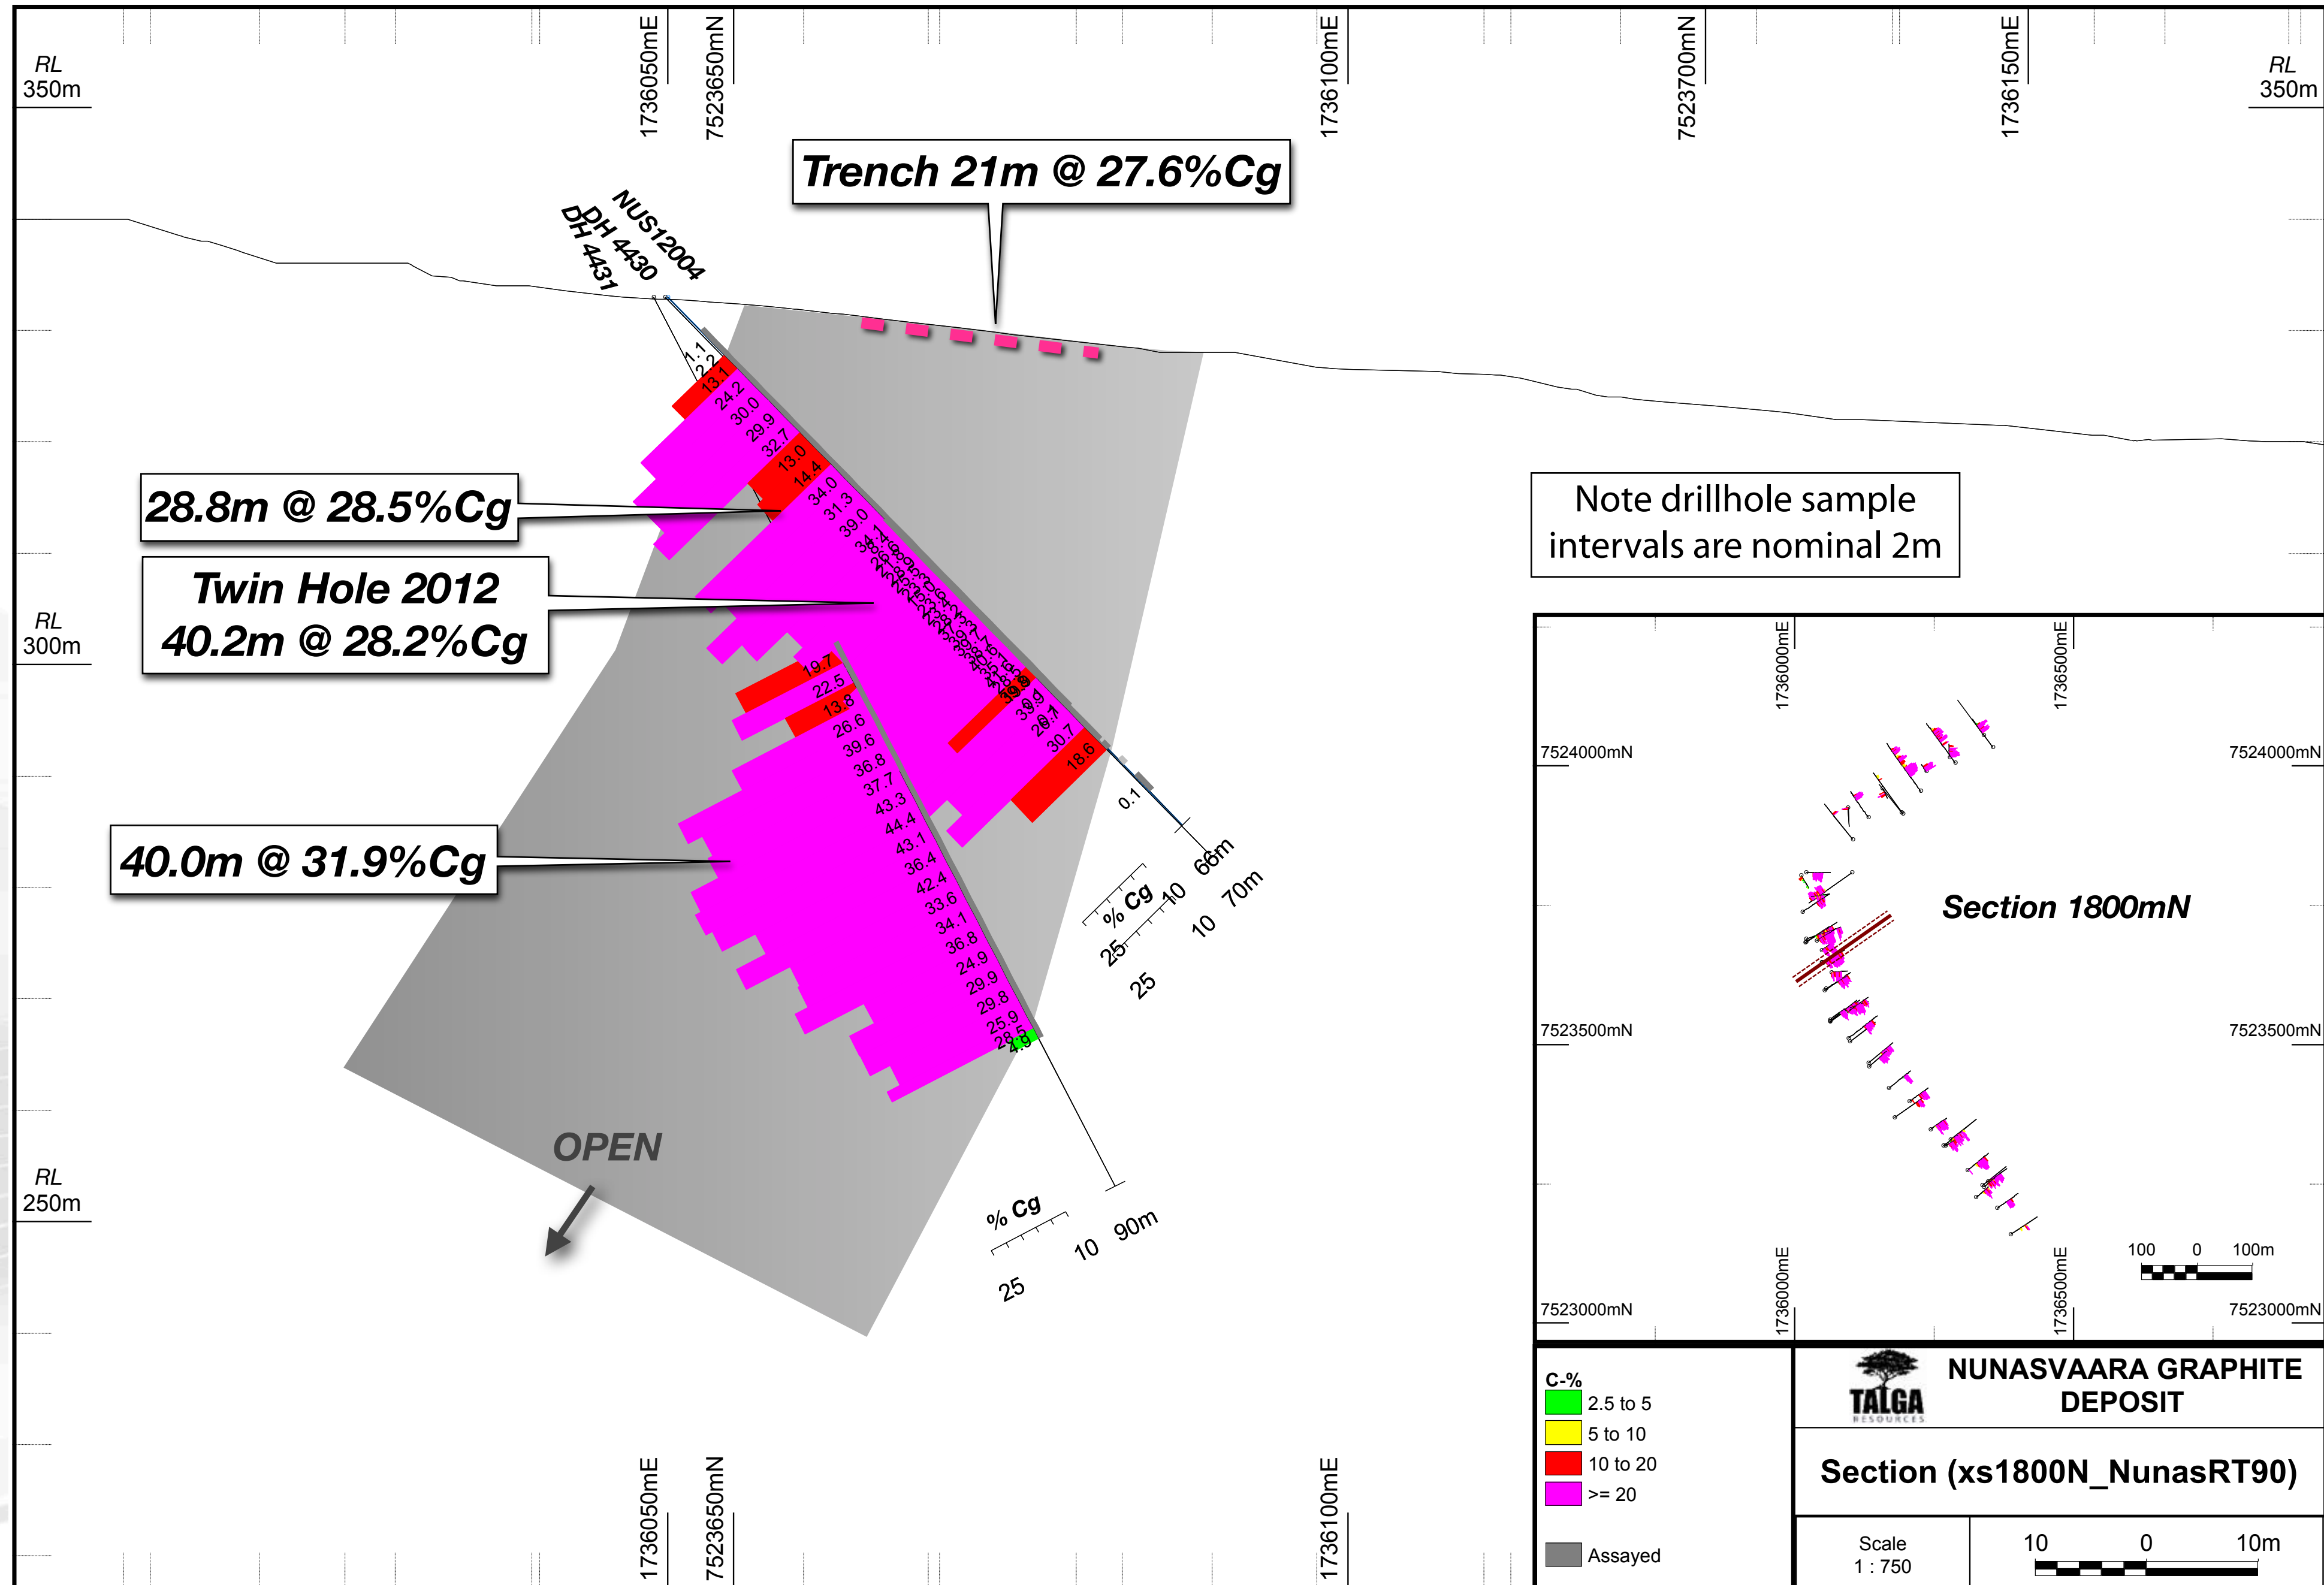 1736050mE
7523650mN
1736100mE
7523700mN
1736150mE
RL
350m
RL
350m
Trench 21m @ 27.6%Cg
NUS12004
DH 4430
DH 4431
1.1
2.2
13.1
24.2
30.0
29.9
32.7
13.0
14.4
34.0
31.3
39.0
28.8m @ 28.5%Cg
Note drillhole sample
intervals are nominal 2m
Twin Hole 2012
40.2m @ 28.2%Cg
RL
300m
30.7
18.6
0.1
19.7
22.5
13.8
26.6
39.6
36.8
37.7
43.3
44.4
43.1
36.4
42.4
33.6
34.1
36.8
24.9
29.9
29.8
25.9
28.5
4.9
40.0m @ 31.9%Cg
66m
70m
% Cg
10
10
25
25
OPEN
RL
250m
% Cg
10
90m
25
1736000mE
1736500mE
7524000mN
7524000mN
Section 1800mN
7523500mN
7523500mN
100 0 100m
1736000mE
1736500mE
7523000mN
7523000mN
C-%
2.5 to 5
5 to 10
10 to 20
>= 20
Assayed
TALGA
RESOURCES
NUNASVAARA GRAPHITE
DEPOSIT
Section (xs1800N_NunasRT90)
Scale
1 : 750
10 0 10m
1736050mE
7523650mN
1736100mE